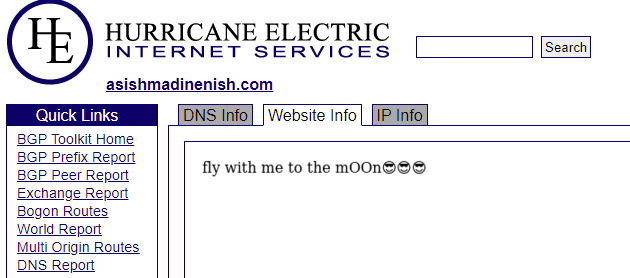 HE
HURRICANE ELECTRIC
INTERNET SERVICES
Search
asishmadinenish.com
Quick Links
BGP Toolkit Home
BGP Prefix Report
BGP Peer Report
Exchange Report
Bogon Routes
World Report
Multi Origin Routes
DNS Report
DNS Info
Website Info
IP Info
fly with me to the mOOn😎😎😎